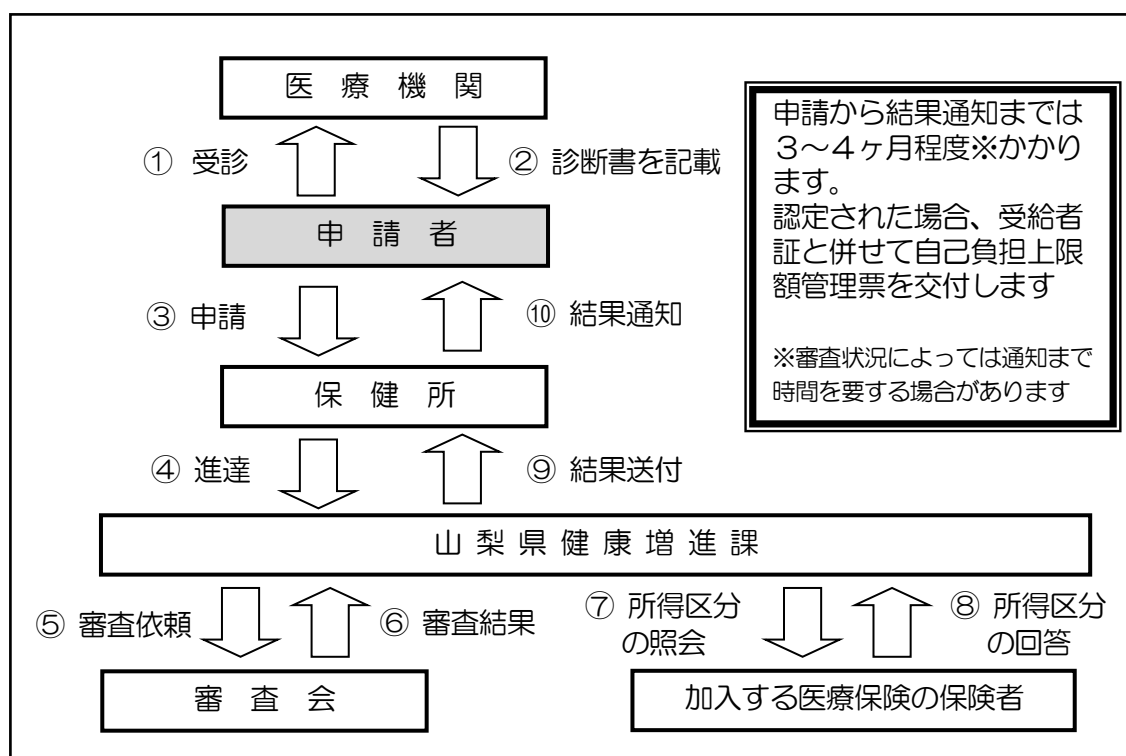 医療機関
① 受診
② 診断書を記載
申請者
③ 申請
⑩ 結果通知
保健所
④ 進達
⑨ 結果送付
山梨県健康増進課
⑤ 審査依頼
⑥ 審査結果
⑦ 所得区分
の照会
⑧ 所得区分
の回答
審査会
加入する医療保険の保険者
申請から結果通知までは
３～４ヶ月程度※かかり
ます。
認定された場合、受給者
証と併せて自己負担上限
額管理票を交付します
※審査状況によっては通知まで
時間を要する場合があります